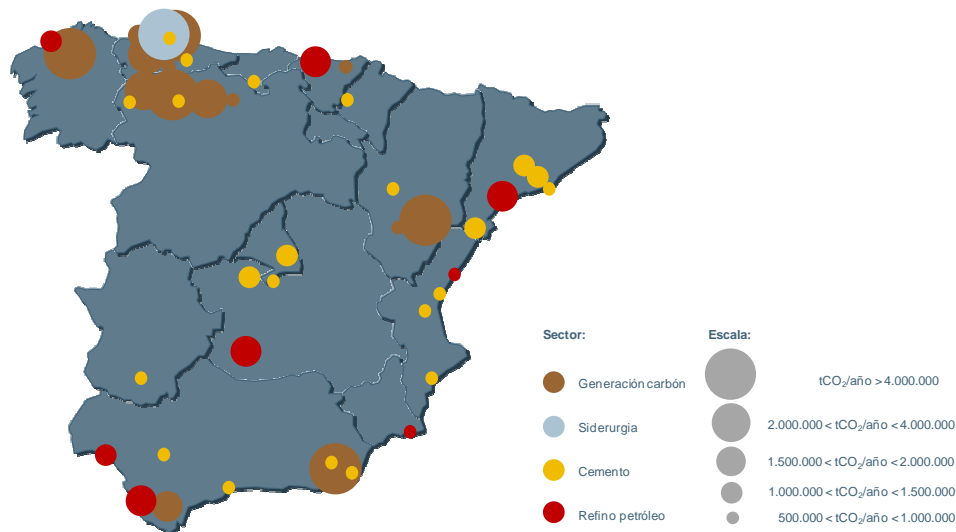 Sector: Escala:
Generación carbón
Siderurgia
Cemento
Refino petróleo
tCO₂/año > 4.000.000
2.000.000 < tCO₂/año < 4.000.000
1.500.000 < tCO₂/año < 2.000.000
1.000.000 < tCO₂/año < 1.500.000
500.000 < tCO₂/año < 1.000.000